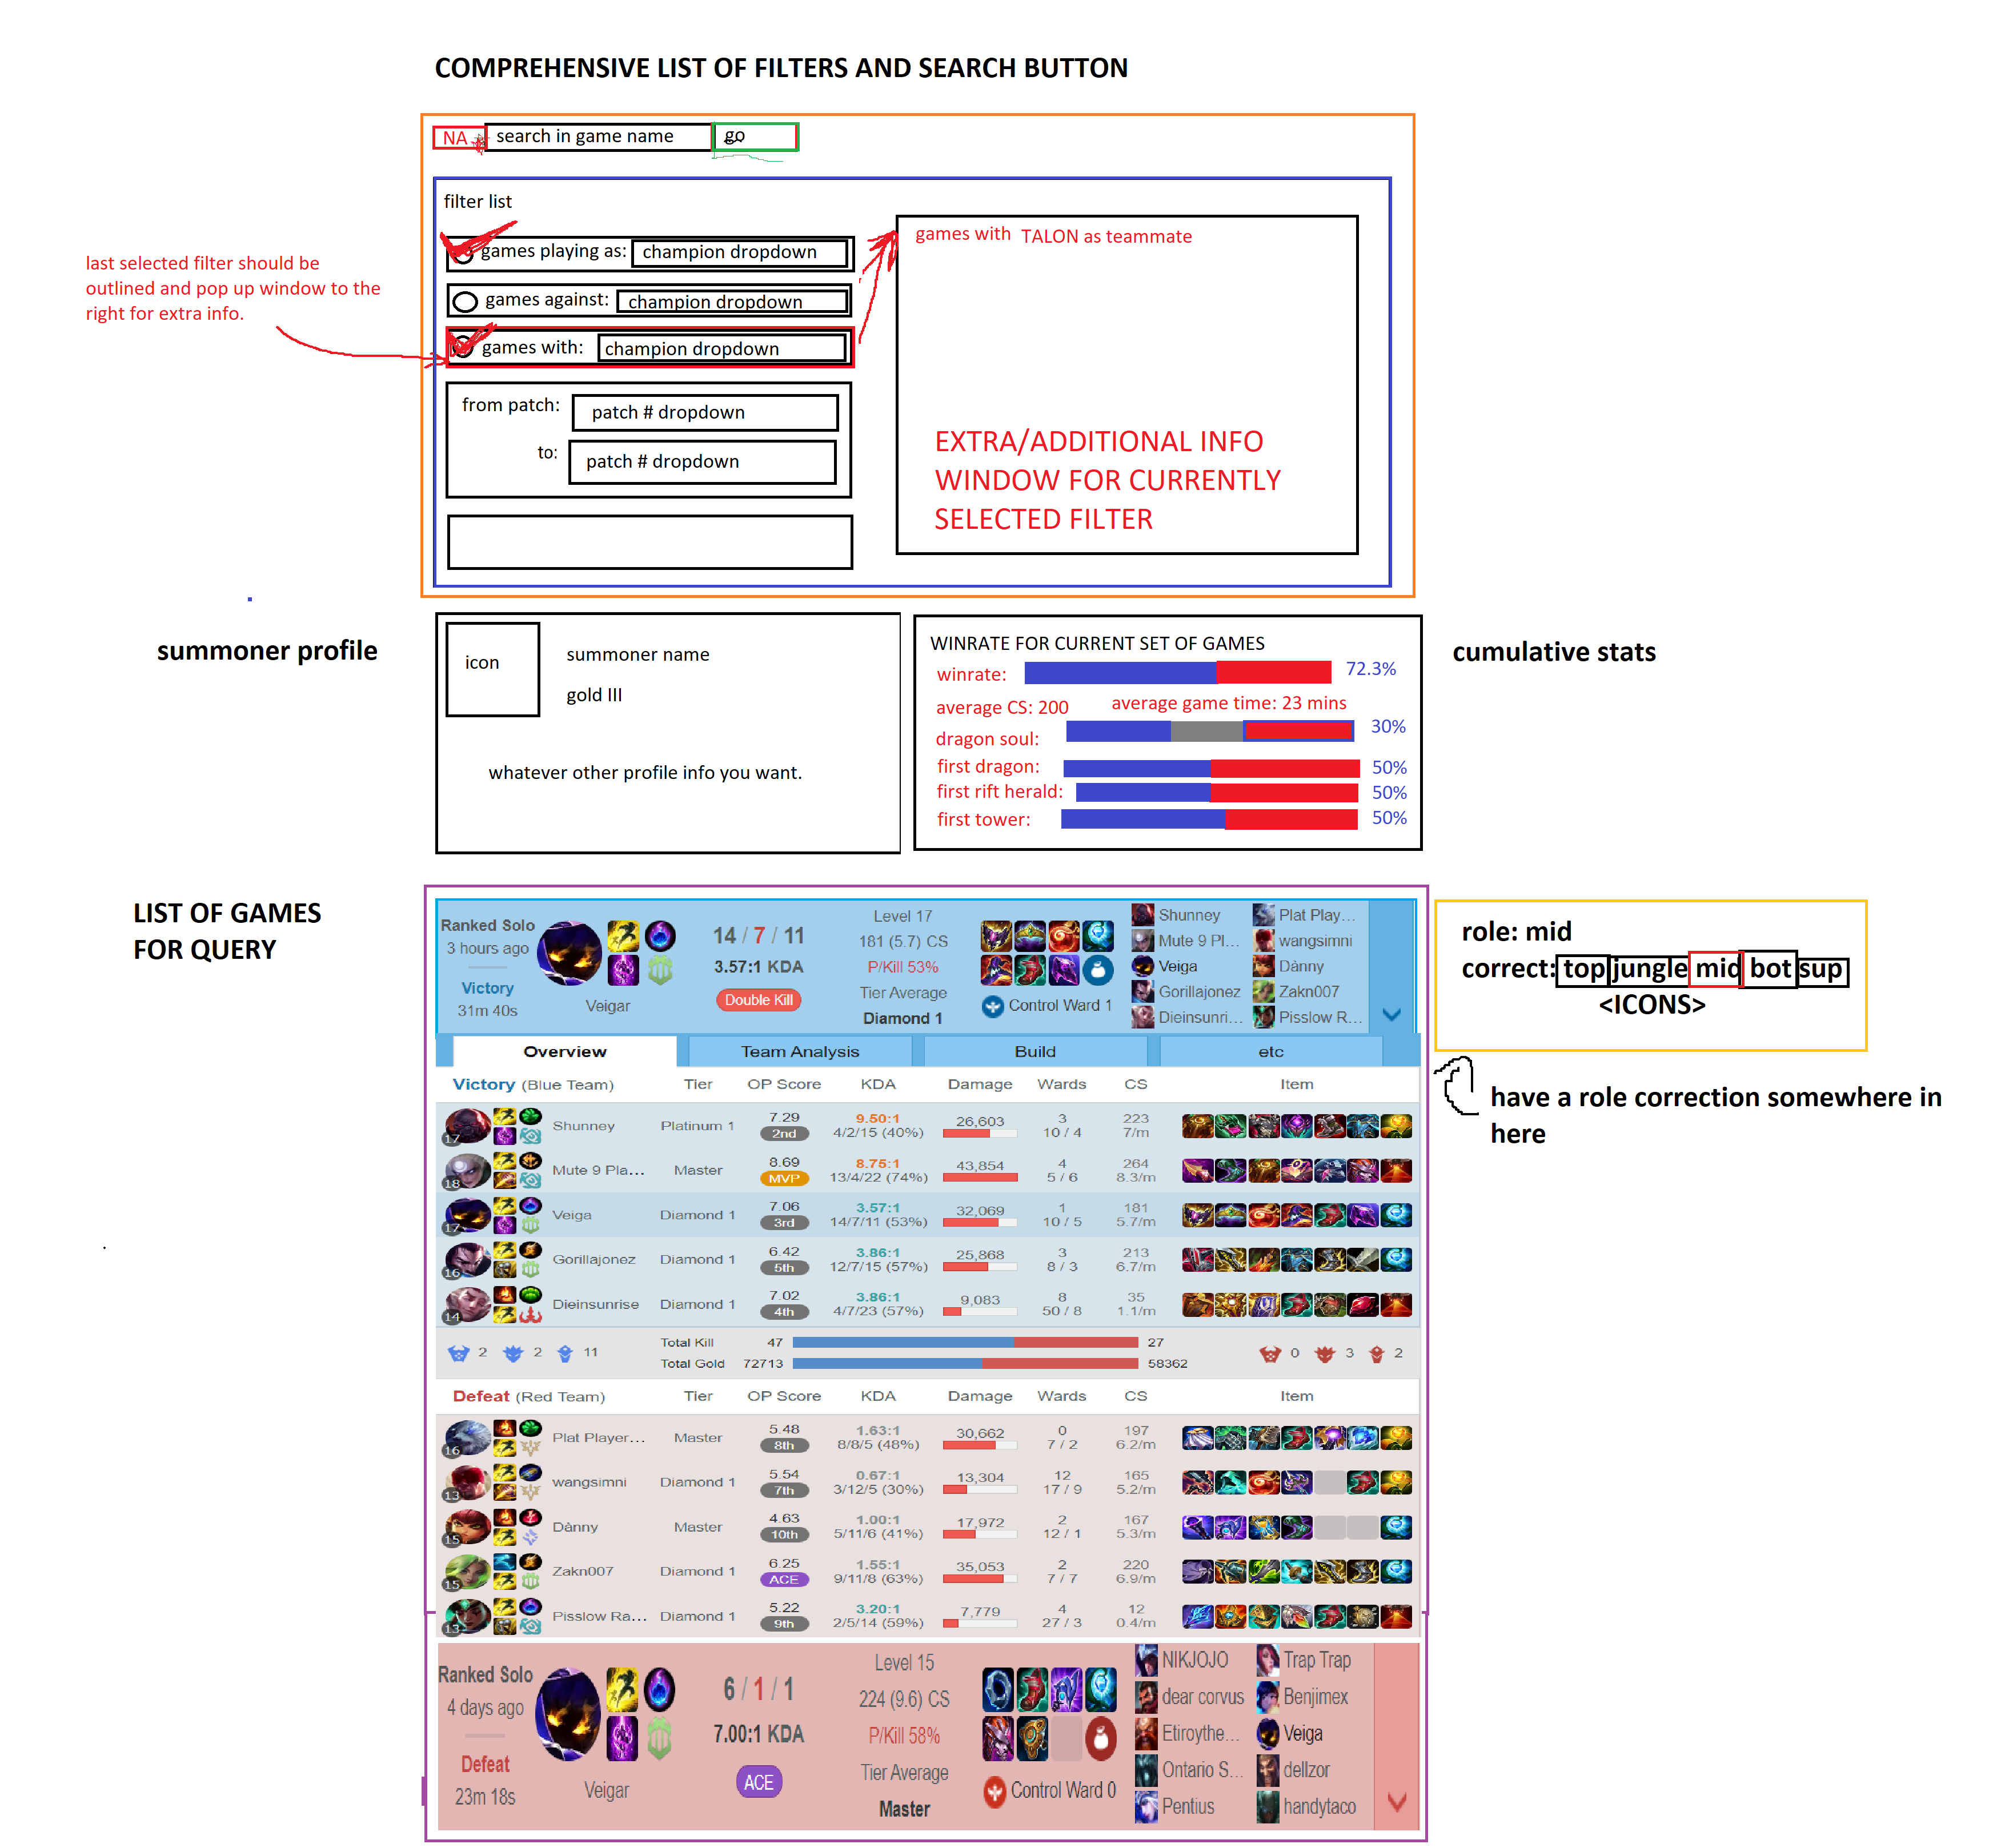 COMPREHENSIVE LIST OF FILTERS AND SEARCH BUTTON
NA search in game name go
filter list
games playing as: champion dropdown
games against: champion dropdown
games with: champion dropdown
from patch: patch # dropdown
to: patch # dropdown
last selected filter should be
outlined and pop up window to the
right for extra info.
games with TALON as teammate
EXTRA/ADDITIONAL INFO
WINDOW FOR CURRENTLY
SELECTED FILTER
summoner profile
icon
summoner name
gold III
whatever other profile info you want.
WINRATE FOR CURRENT SET OF GAMES
winrate: 72.3%
average CS: 200 average game time: 23 mins
dragon soul: 30%
first dragon: 50%
first rift herald: 50%
first tower: 50%
cumulative stats
LIST OF GAMES
FOR QUERY
Ranked Solo
3 hours ago
Victory
31m 40s
Veigar
14 / 7 / 11
3.57:1 KDA
Double Kill
Level 17
181 (5.7) CS
P/Kill 53%
Tier Average
Diamond 1
Control Ward 1
Shunney Plat Play...
Mute 9 Pl... wangsimni
Veiga Dànny
Gorillajonez Zakn007
Dieinsunri... Pisslow R...
role: mid
correct: top jungle mid bot sup
<ICONS>
have a role correction somewhere in
here
Overview Team Analysis Build etc
Victory (Blue Team) Tier OP Score KDA Damage Wards CS Item
17 Shunney Platinum 1 7.29 2nd 9.50:1 4/2/15 (40%) 26,603 3 10 / 4 223 7/m
18 Mute 9 Pla... Master 8.69 MVP 8.75:1 13/4/22 (74%) 43,854 4 5 / 6 264 8.3/m
17 Veiga Diamond 1 7.06 3rd 3.57:1 14/7/11 (53%) 32,069 1 10 / 5 181 5.7/m
16 Gorillajonez Diamond 1 6.42 5th 3.86:1 12/7/15 (57%) 25,868 3 8 / 3 213 6.7/m
14 Dieinsunrise Diamond 1 7.02 4th 3.86:1 4/7/23 (57%) 9,083 8 50 / 8 35 1.1/m
2 2 11
Total Kill 47 27
Total Gold 72713 58362
0 3 2
Defeat (Red Team) Tier OP Score KDA Damage Wards CS Item
16 Plat Player... Master 5.48 8th 1.63:1 8/8/5 (48%) 30,662 0 7 / 2 197 6.2/m
13 wangsimni Diamond 1 5.54 7th 0.67:1 3/12/5 (30%) 13,304 12 17 / 9 165 5.2/m
15 Dànny Master 4.63 10th 1.00:1 5/11/6 (41%) 17,972 2 12 / 1 167 5.3/m
15 Zakn007 Diamond 1 6.25 ACE 1.55:1 9/11/8 (63%) 35,053 2 7 / 7 220 6.9/m
13 Pisslow Ra... Diamond 1 5.22 9th 3.20:1 2/5/14 (59%) 7,779 4 27 / 3 12 0.4/m
Ranked Solo
4 days ago
Defeat
23m 18s
Veigar
6 / 1 / 1
7.00:1 KDA
ACE
Level 15
224 (9.6) CS
P/Kill 58%
Tier Average
Master
Control Ward 0
NIKJOJO Trap Trap
dear corvus Benjimex
Etiroythe... Veiga
Ontario S... dellzor
Pentius handytaco